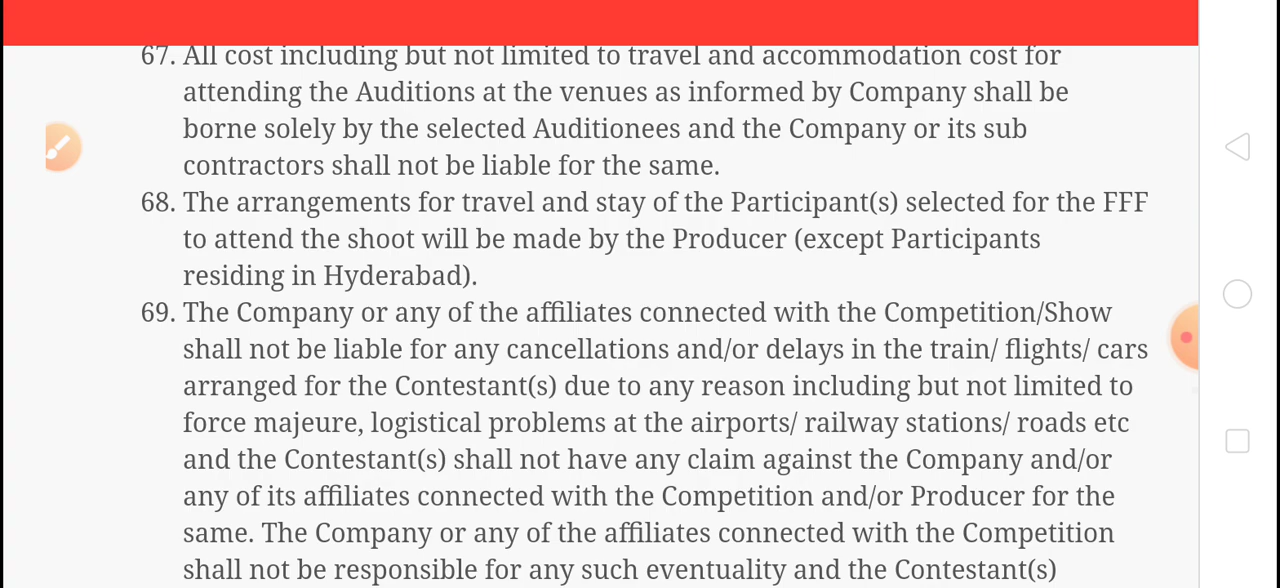 67. All cost including but not limited to travel and accommodation cost for
attending the Auditions at the venues as informed by Company shall be
borne solely by the selected Auditionees and the Company or its sub
contractors shall not be liable for the same.
68. The arrangements for travel and stay of the Participant(s) selected for the FFF
to attend the shoot will be made by the Producer (except Participants
residing in Hyderabad).
69. The Company or any of the affiliates connected with the Competition/Show
shall not be liable for any cancellations and/or delays in the train/ flights/ cars
arranged for the Contestant(s) due to any reason including but not limited to
force majeure, logistical problems at the airports/ railway stations/ roads etc
and the Contestant(s) shall not have any claim against the Company and/or
any of its affiliates connected with the Competition and/or Producer for the
same. The Company or any of the affiliates connected with the Competition
shall not be responsible for any such eventuality and the Contestant(s)